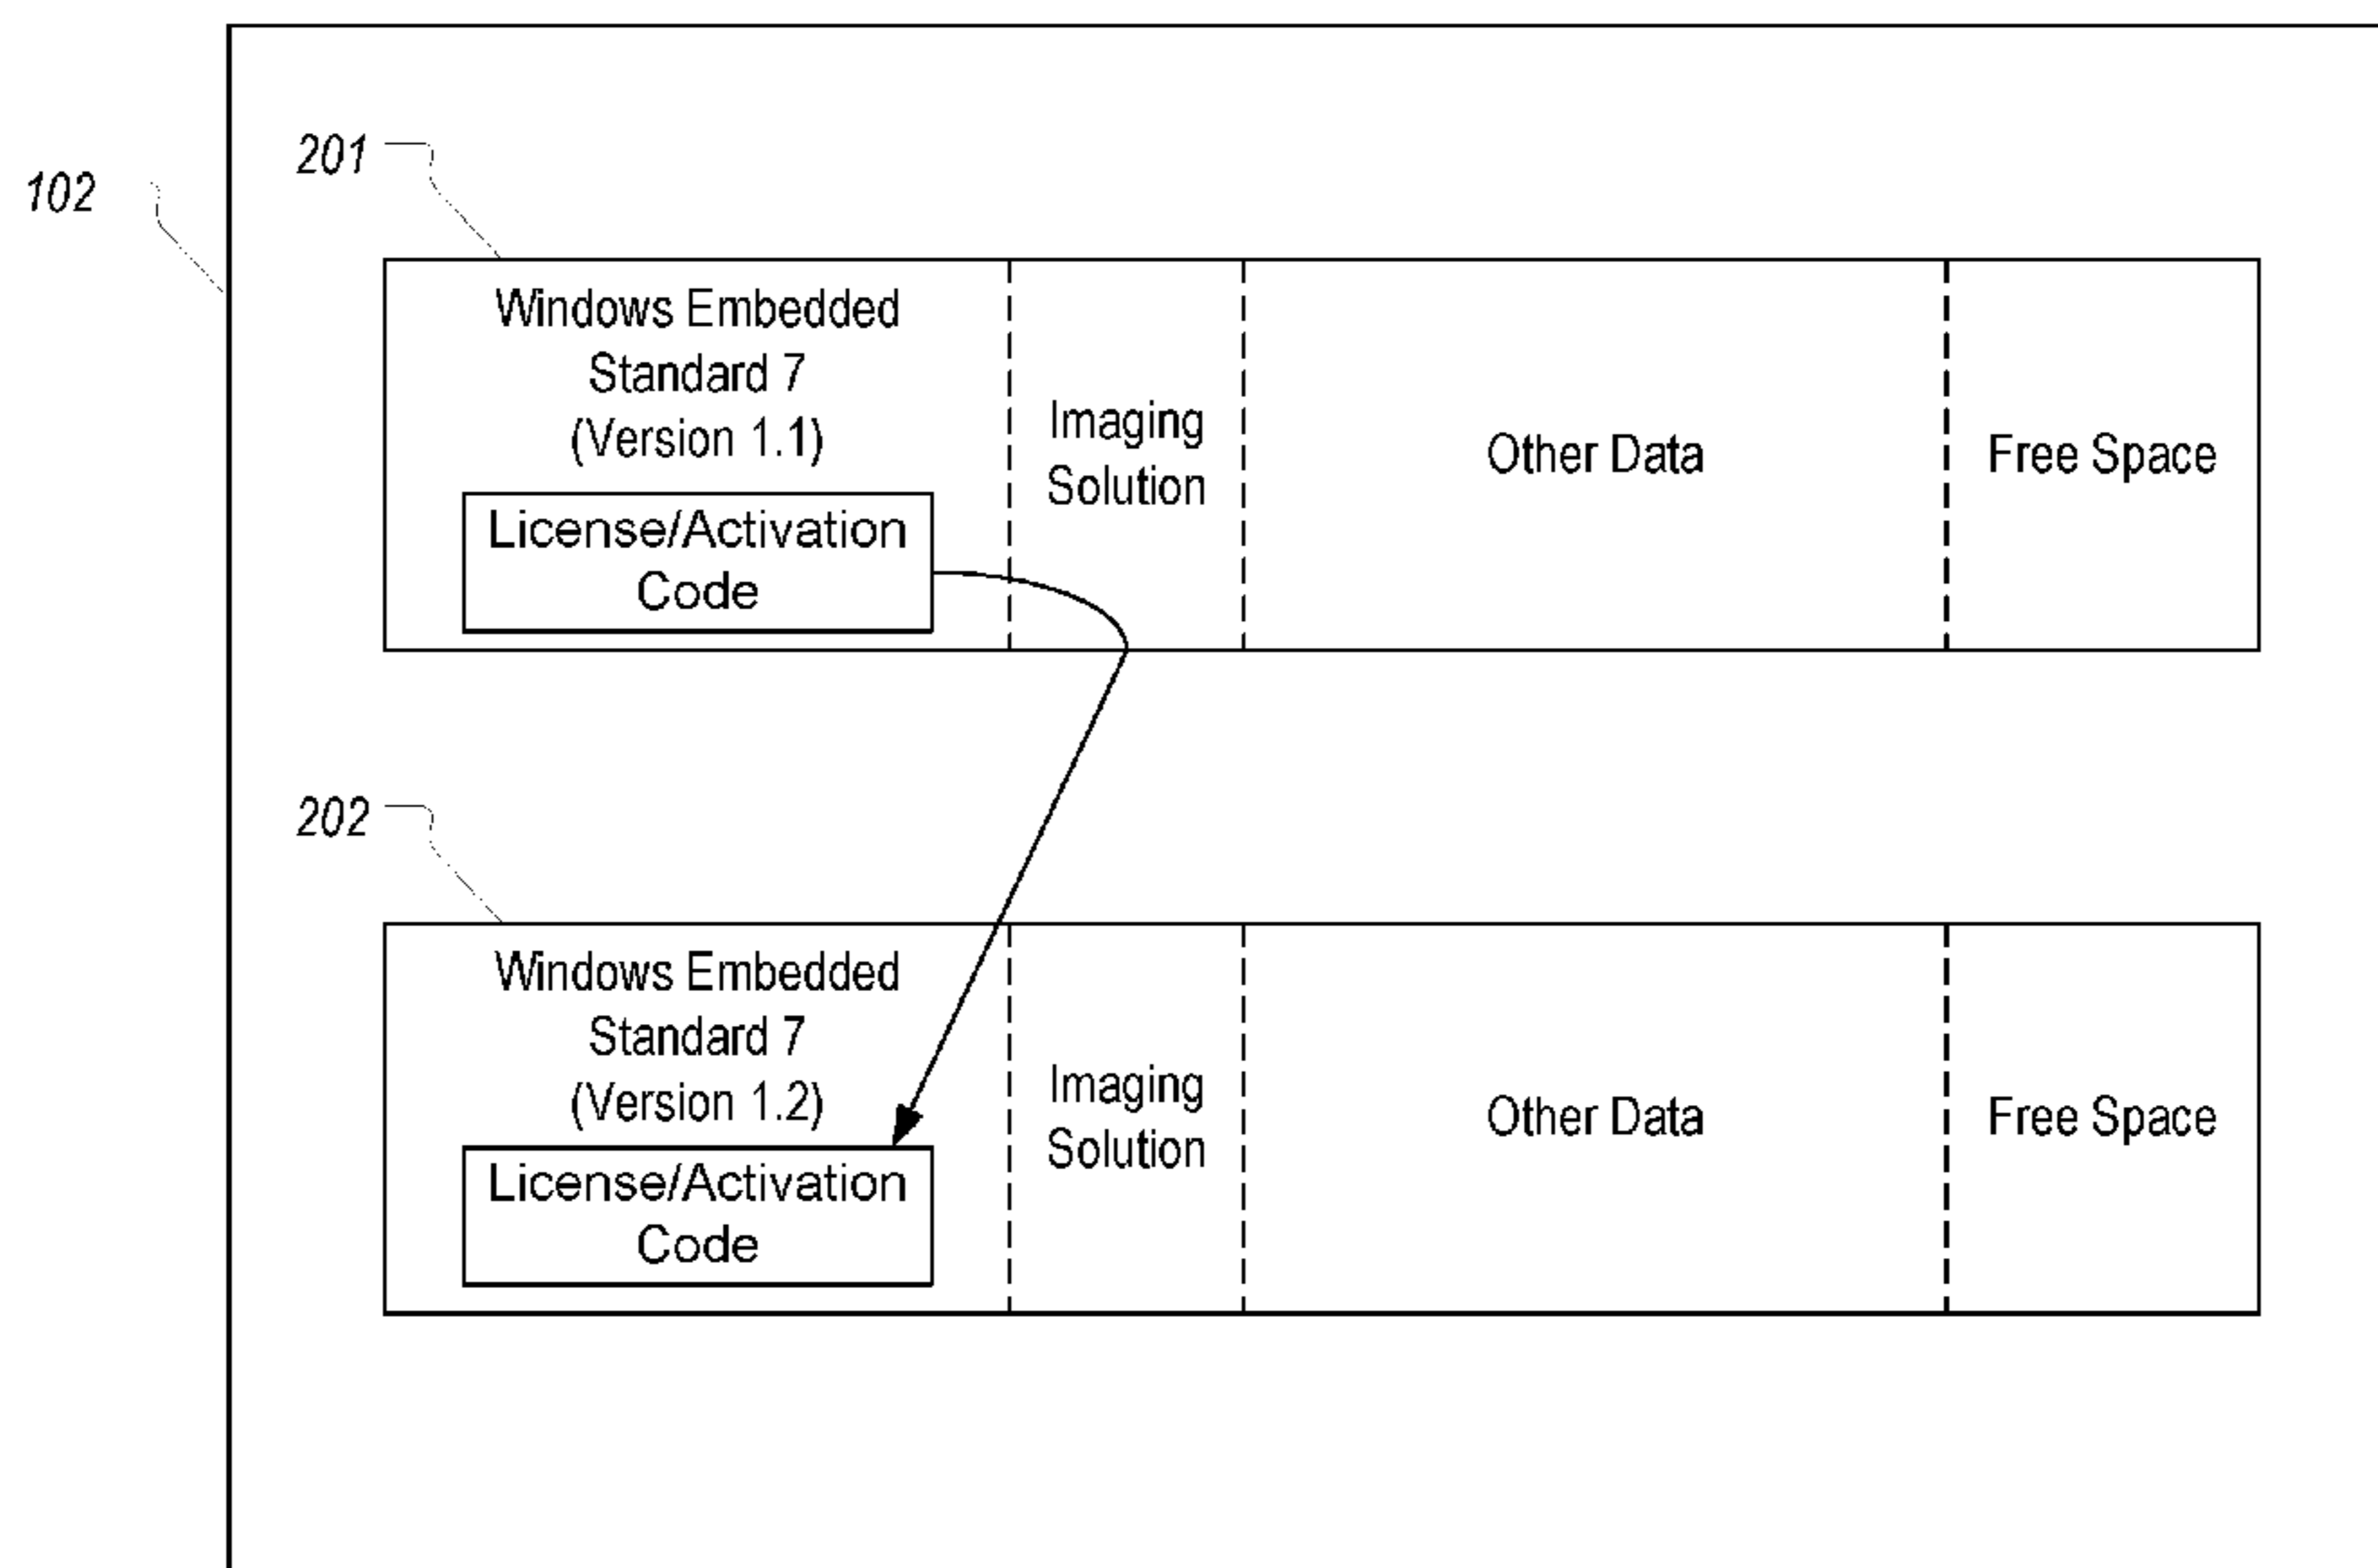 102
201
Windows Embedded
Standard 7
(Version 1.1)
License/Activation
Code
Imaging
Solution
Other Data
Free Space
202
Windows Embedded
Standard 7
(Version 1.2)
License/Activation
Code
Imaging
Solution
Other Data
Free Space